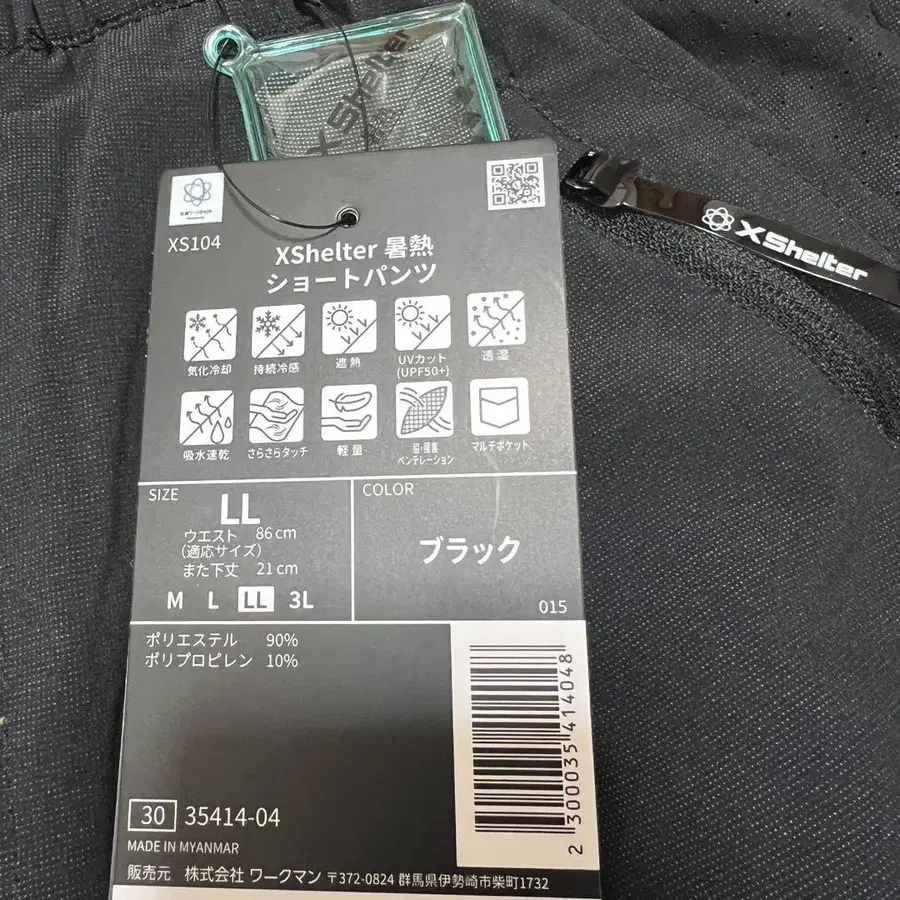 XShelter
XS104
XShelter 暑熱
ショートパンツ
XShelter
気化冷却
持続冷感
遮熱
UVカット
(UPF50+)
透湿
吸水速乾
さらさらタッチ
軽量
ベンチレーション
マルチポケット
SIZE
LL
ウエスト 86cm
(適応サイズ)
また下丈 21cm
M L LL 3L
COLOR
ブラック
015
ポリエステル 90%
ポリプロピレン 10%
2300035414048
30 35414-04
MADE IN MYANMAR
販売元 株式会社 ワークマン 〒372-0824 群馬県伊勢崎市柴町1732